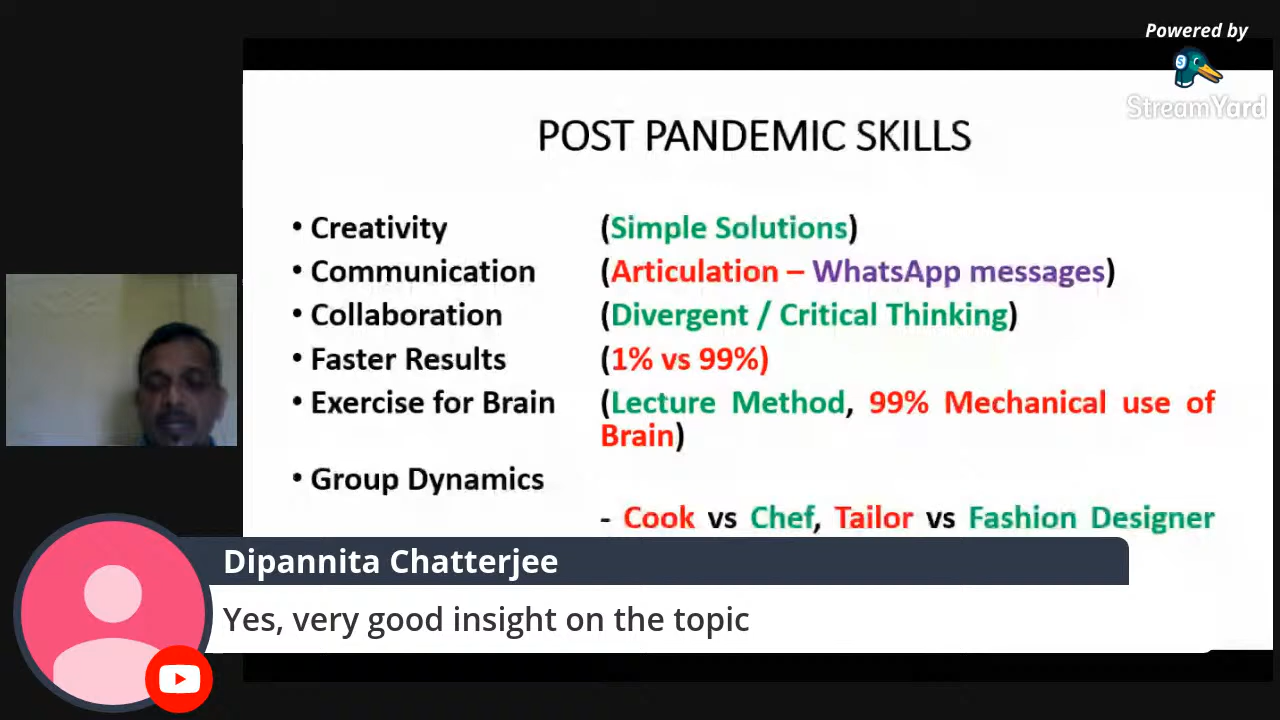 Powered by
StreamYard
POST PANDEMIC SKILLS
• Creativity (Simple Solutions)
• Communication (Articulation – WhatsApp messages)
• Collaboration (Divergent / Critical Thinking)
• Faster Results (1% vs 99%)
• Exercise for Brain (Lecture Method, 99% Mechanical use of
Brain)
• Group Dynamics
- Cook vs Chef, Tailor vs Fashion Designer
Dipannita Chatterjee
Yes, very good insight on the topic